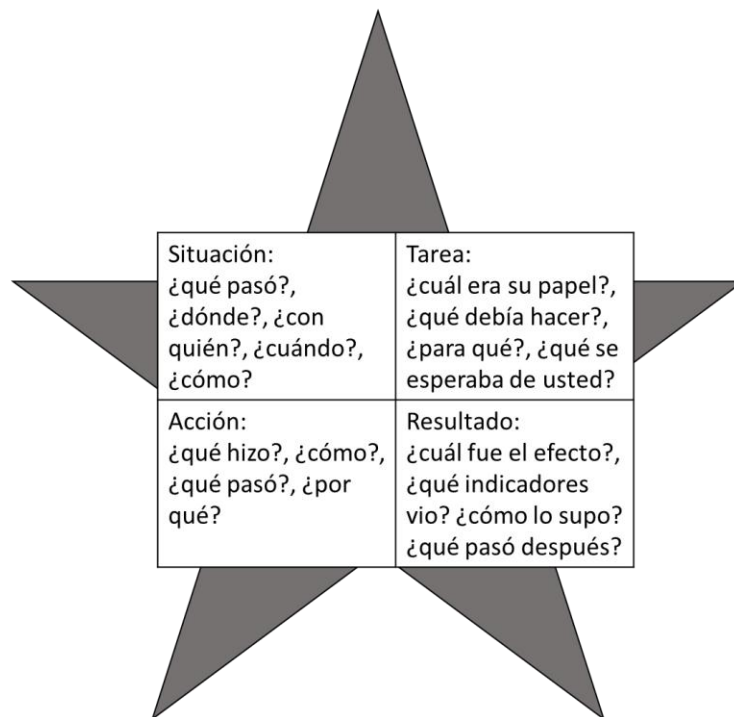 Situación:
¿qué pasó?,
¿dónde?, ¿con
quién?, ¿cuándo?,
¿cómo?
Tarea:
¿cuál era su papel?,
¿qué debía hacer?,
¿para qué?, ¿qué se
esperaba de usted?
Acción:
¿qué hizo?, ¿cómo?,
¿qué pasó?, ¿por
qué?
Resultado:
¿cuál fue el efecto?,
¿qué indicadores
vio? ¿cómo lo supo?
¿qué pasó después?